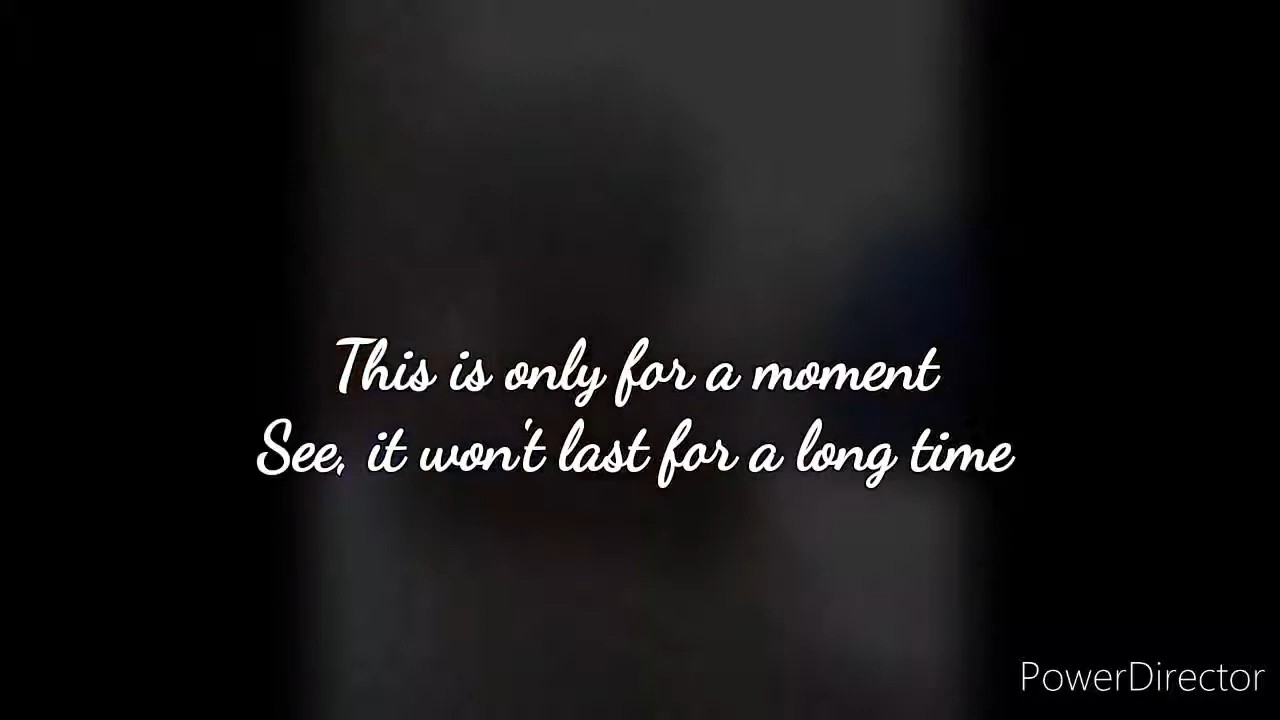 This is only for a moment
See, it won't last for a long time
PowerDirector